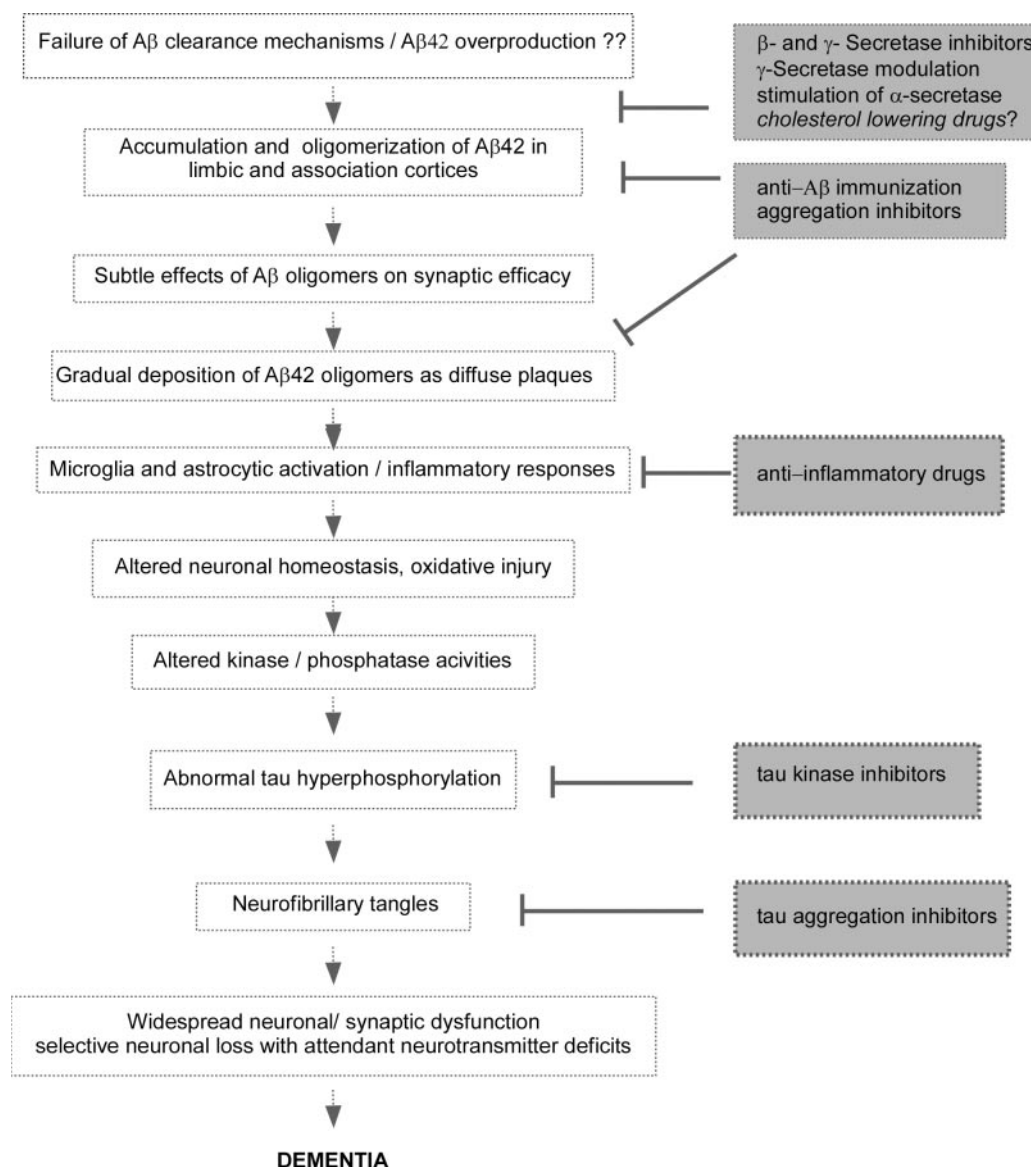 Failure of Aβ clearance mechanisms / Aβ42 overproduction ??
β- and γ- Secretase inhibitors
γ-Secretase modulation
stimulation of α-secretase
cholesterol lowering drugs?
Accumulation and oligomerization of Aβ42 in
limbic and association cortices
anti–Aβ immunization
aggregation inhibitors
Subtle effects of Aβ oligomers on synaptic efficacy
Gradual deposition of Aβ42 oligomers as diffuse plaques
Microglia and astrocytic activation / inflammatory responses
anti–inflammatory drugs
Altered neuronal homeostasis, oxidative injury
Altered kinase / phosphatase acivities
Abnormal tau hyperphosphorylation
tau kinase inhibitors
Neurofibrillary tangles
tau aggregation inhibitors
Widespread neuronal/ synaptic dysfunction
selective neuronal loss with attendant neurotransmitter deficits
DEMENTIA